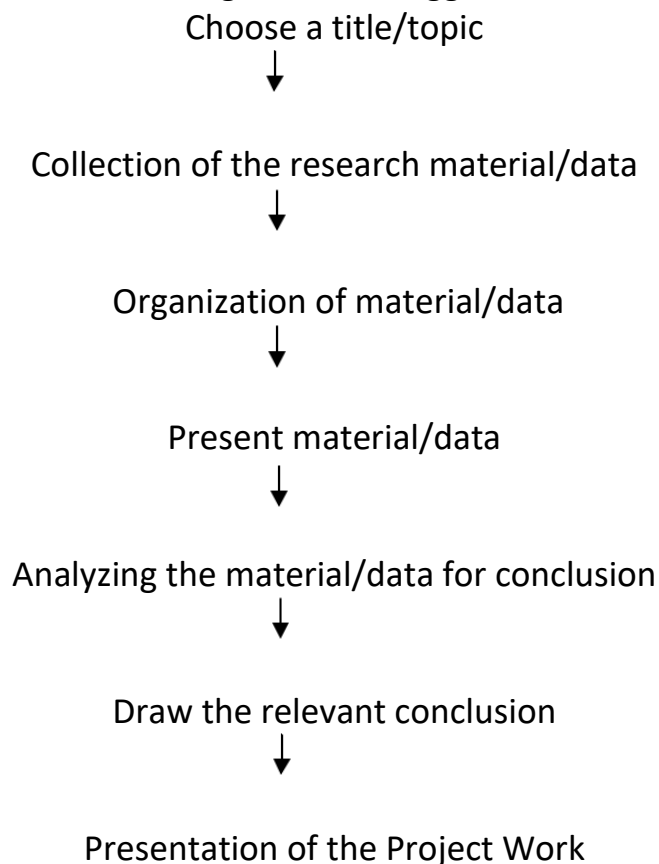 Choose a title/topic
Collection of the research material/data
Organization of material/data
Present material/data
Analyzing the material/data for conclusion
Draw the relevant conclusion
Presentation of the Project Work